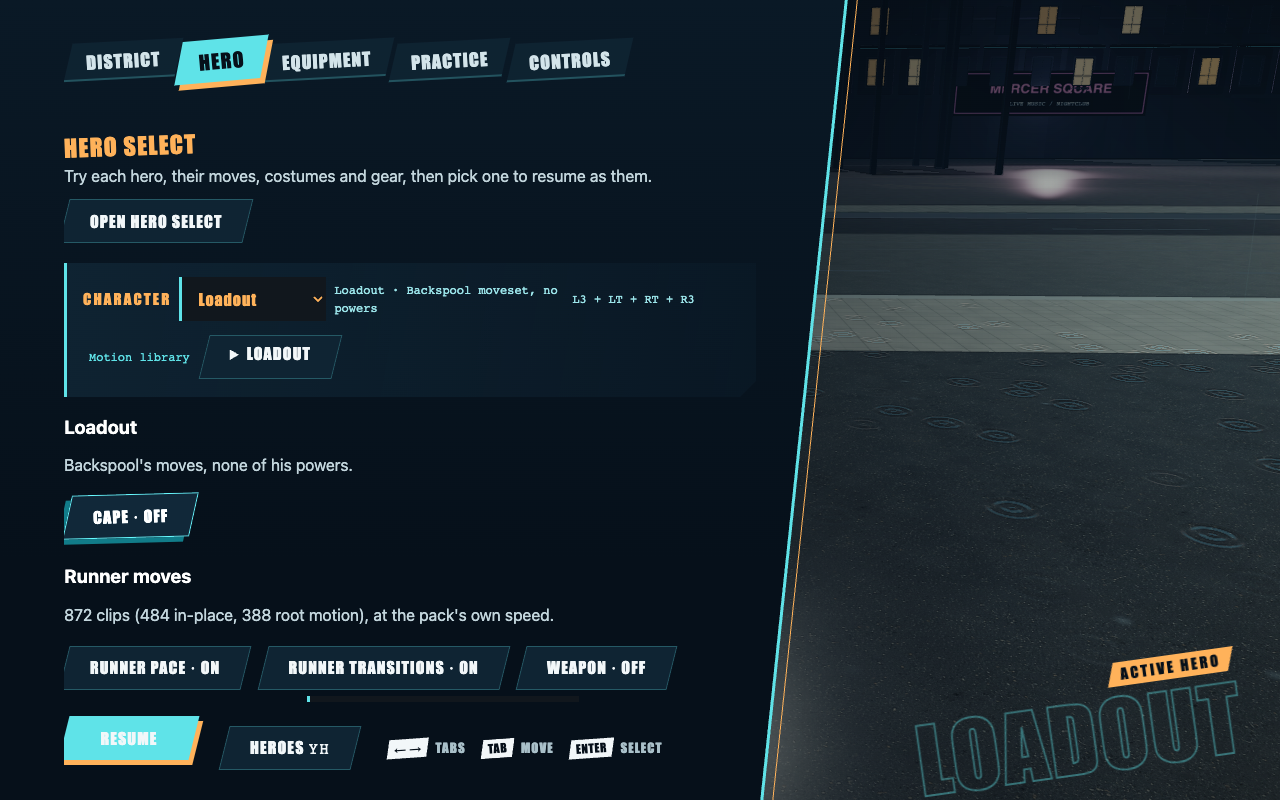 DISTRICT
HERO
EQUIPMENT
PRACTICE
CONTROLS
HERO SELECT
Try each hero, their moves, costumes and gear, then pick one to resume as them.
OPEN HERO SELECT
CHARACTER
Loadout
Loadout · Backspool moveset, no
powers
L3 + LT + RT + R3
Motion library
▶ LOADOUT
Loadout
Backspool's moves, none of his powers.
CAPE · OFF
Runner moves
872 clips (484 in-place, 388 root motion), at the pack's own speed.
RUNNER PACE · ON
RUNNER TRANSITIONS · ON
WEAPON · OFF
RESUME
HEROES YH
←→ TABS
TAB MOVE
ENTER SELECT
MERCER SQUARE
LIVE MUSIC / NIGHTCLUB
ACTIVE HERO
LOADOUT